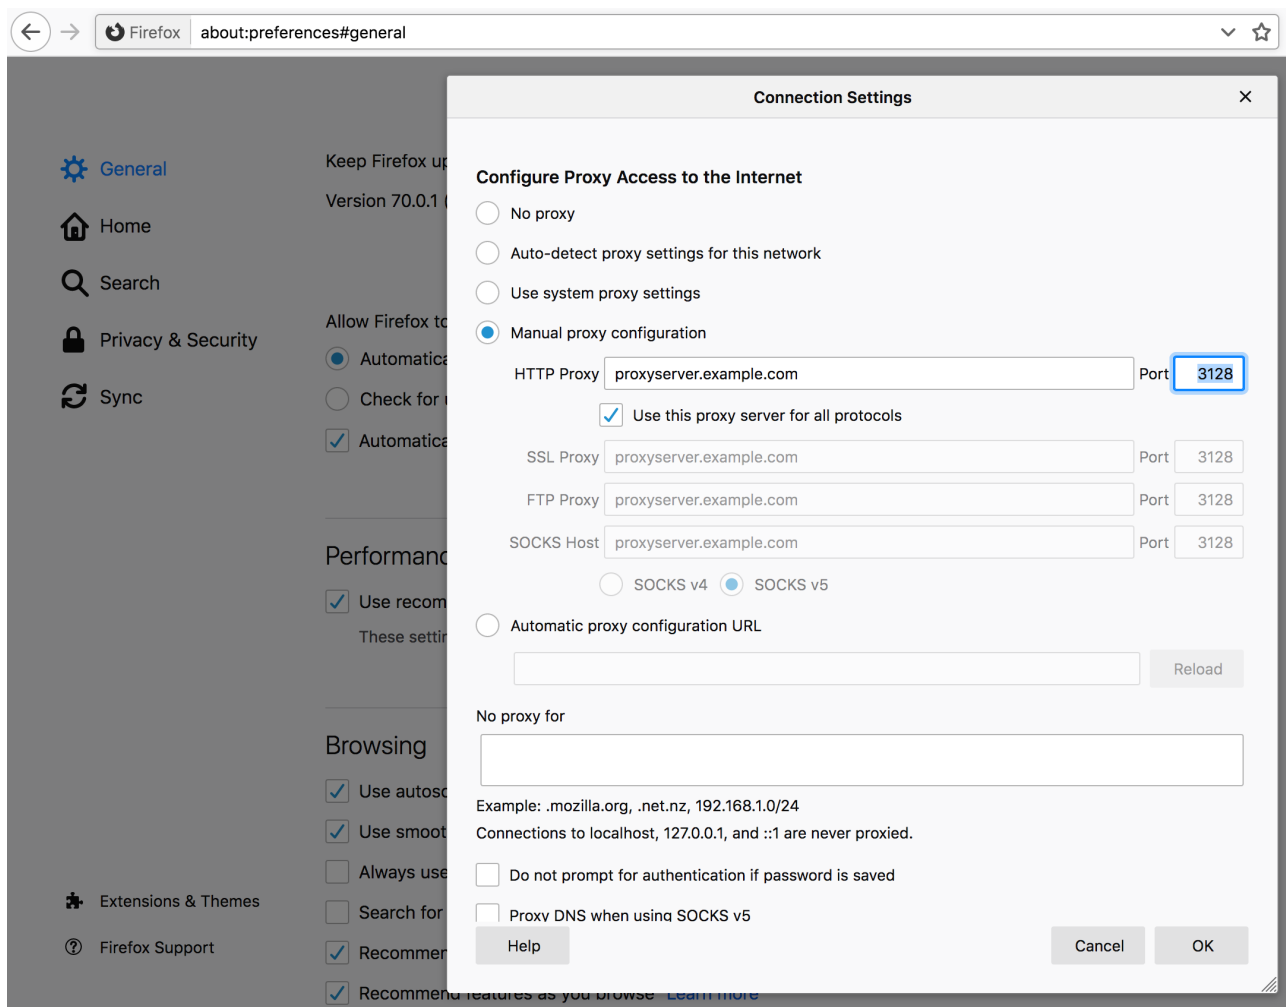 Firefox about:preferences#general
Connection Settings
General
Home
Search
Privacy & Security
Sync
Extensions & Themes
Firefox Support
Keep Firefox up
Version 70.0.1 (
Allow Firefox to
Automatica
Check for u
Automatica
Performanc
Use recom
These settin
Browsing
Use autosc
Use smoot
Always use
Search for
Recommen
Recommend features as you browse Learn more
Configure Proxy Access to the Internet
No proxy
Auto-detect proxy settings for this network
Use system proxy settings
Manual proxy configuration
HTTP Proxy proxyserver.example.com Port 3128
Use this proxy server for all protocols
SSL Proxy proxyserver.example.com Port 3128
FTP Proxy proxyserver.example.com Port 3128
SOCKS Host proxyserver.example.com Port 3128
SOCKS v4 SOCKS v5
Automatic proxy configuration URL
Reload
No proxy for
Example: .mozilla.org, .net.nz, 192.168.1.0/24
Connections to localhost, 127.0.0.1, and ::1 are never proxied.
Do not prompt for authentication if password is saved
Proxy DNS when using SOCKS v5
Help Cancel OK